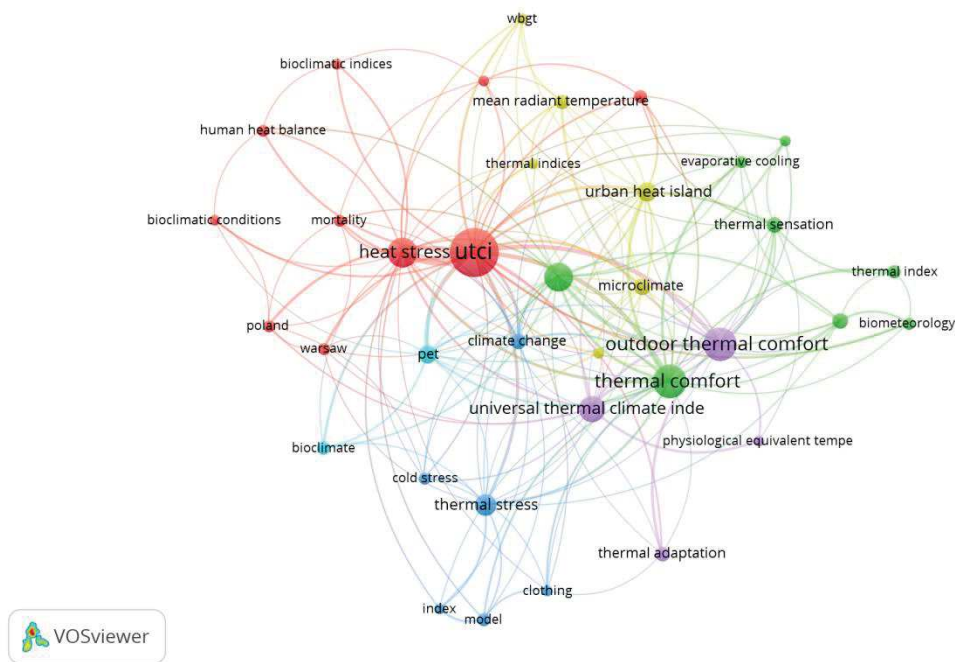 wbgt
bioclimatic indices
mean radiant temperature
human heat balance
thermal indices
evaporative cooling
urban heat island
bioclimatic conditions
mortality
thermal sensation
heat stress
utci
thermal index
microclimate
poland
biometeorology
warsaw
pet
climate change
outdoor thermal comfort
thermal comfort
universal thermal climate inde
bioclimate
physiological equivalent tempe
cold stress
thermal stress
thermal adaptation
clothing
index
model
VOSviewer